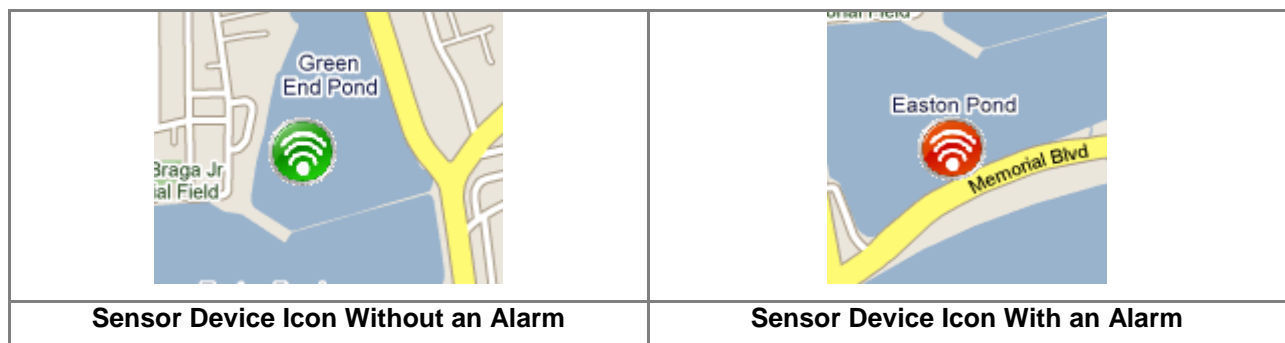 Green
End Pond
Braga Jr
ial Field
Easton Pond
Memorial Blvd
Sensor Device Icon Without an Alarm
Sensor Device Icon With an Alarm